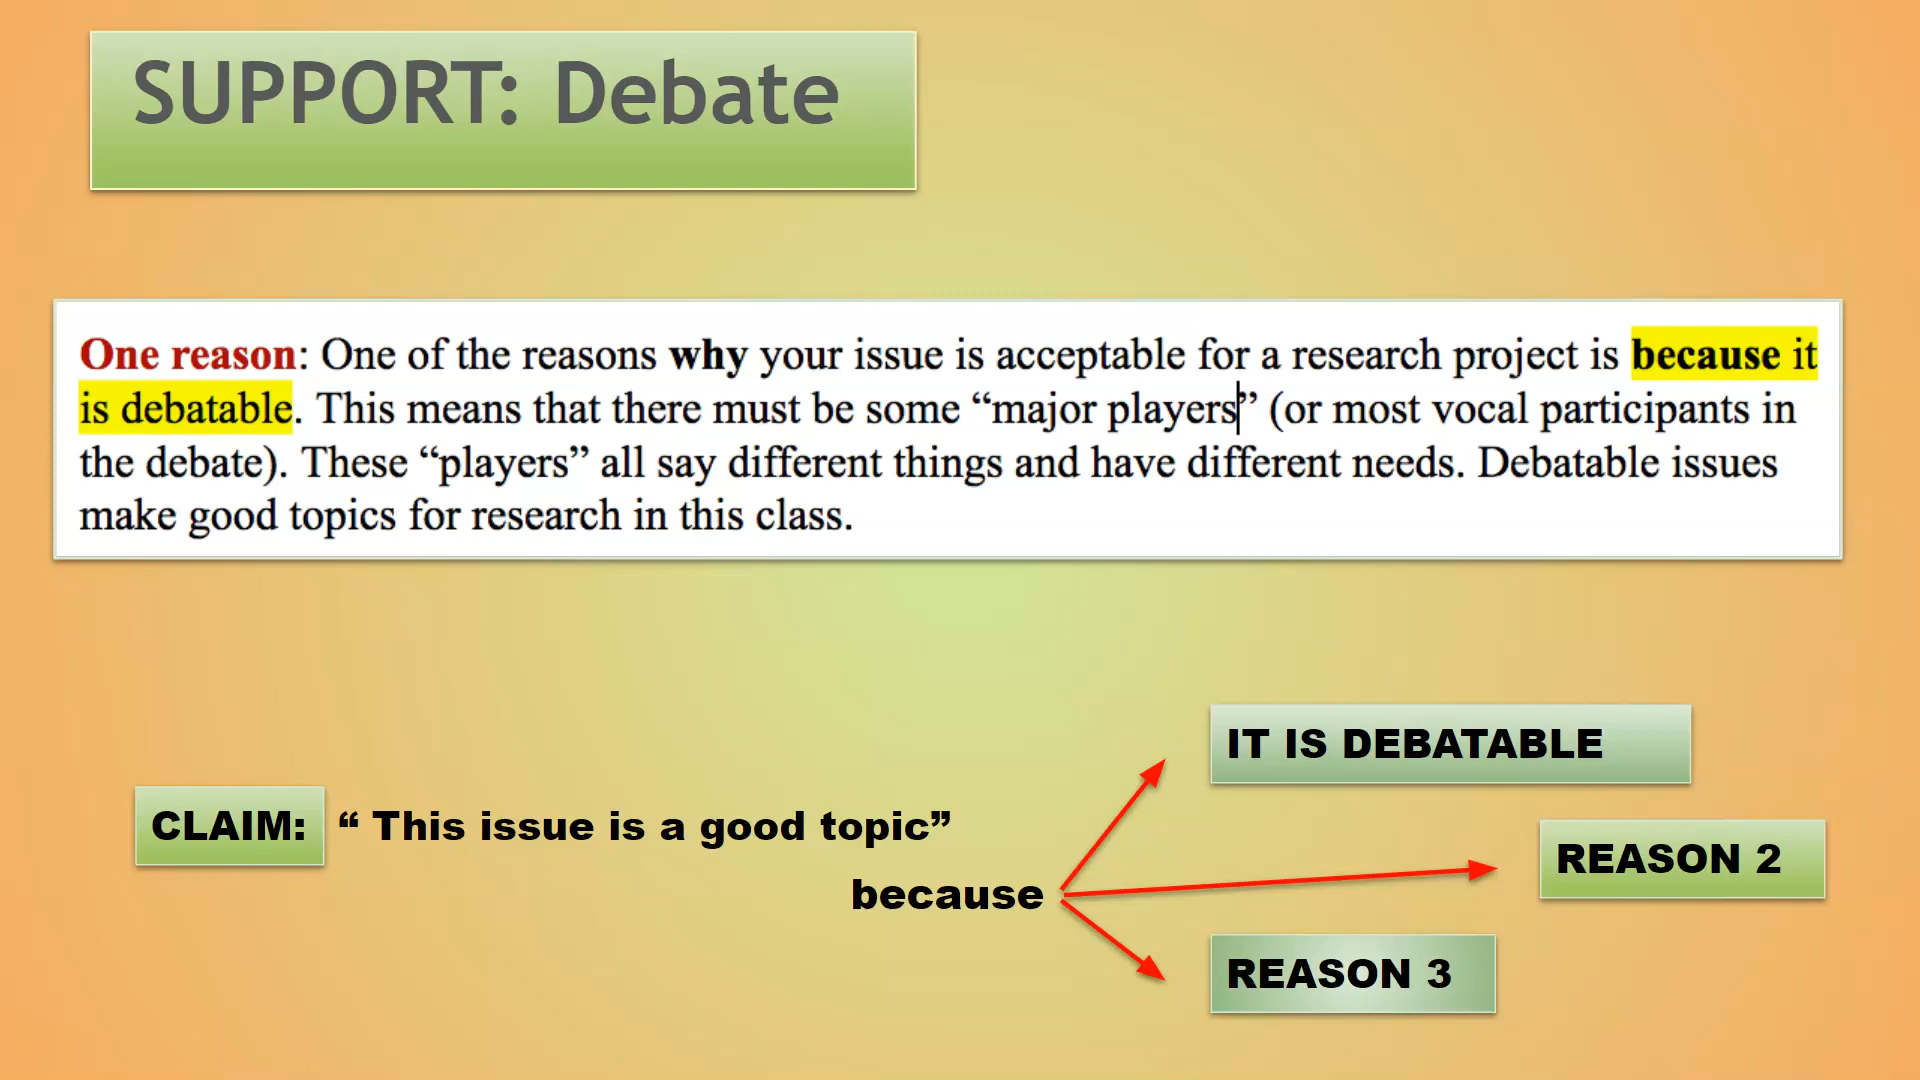 SUPPORT: Debate
One reason: One of the reasons why your issue is acceptable for a research project is because it
is debatable. This means that there must be some “major players” (or most vocal participants in
the debate). These “players” all say different things and have different needs. Debatable issues
make good topics for research in this class.
IT IS DEBATABLE
CLAIM: “ This issue is a good topic”
REASON 2
because
REASON 3